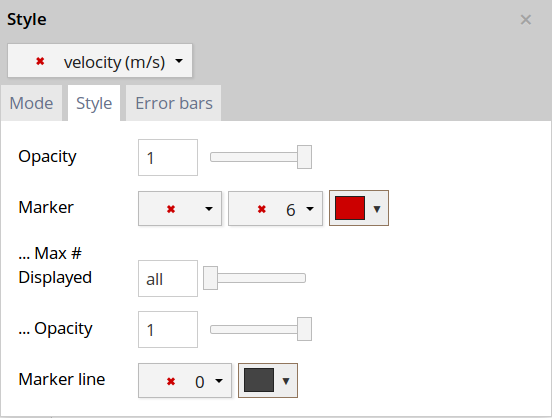 Style
velocity (m/s)
Mode Style Error bars
Opacity 1
Marker 6
... Max #
Displayed all
... Opacity 1
Marker line 0